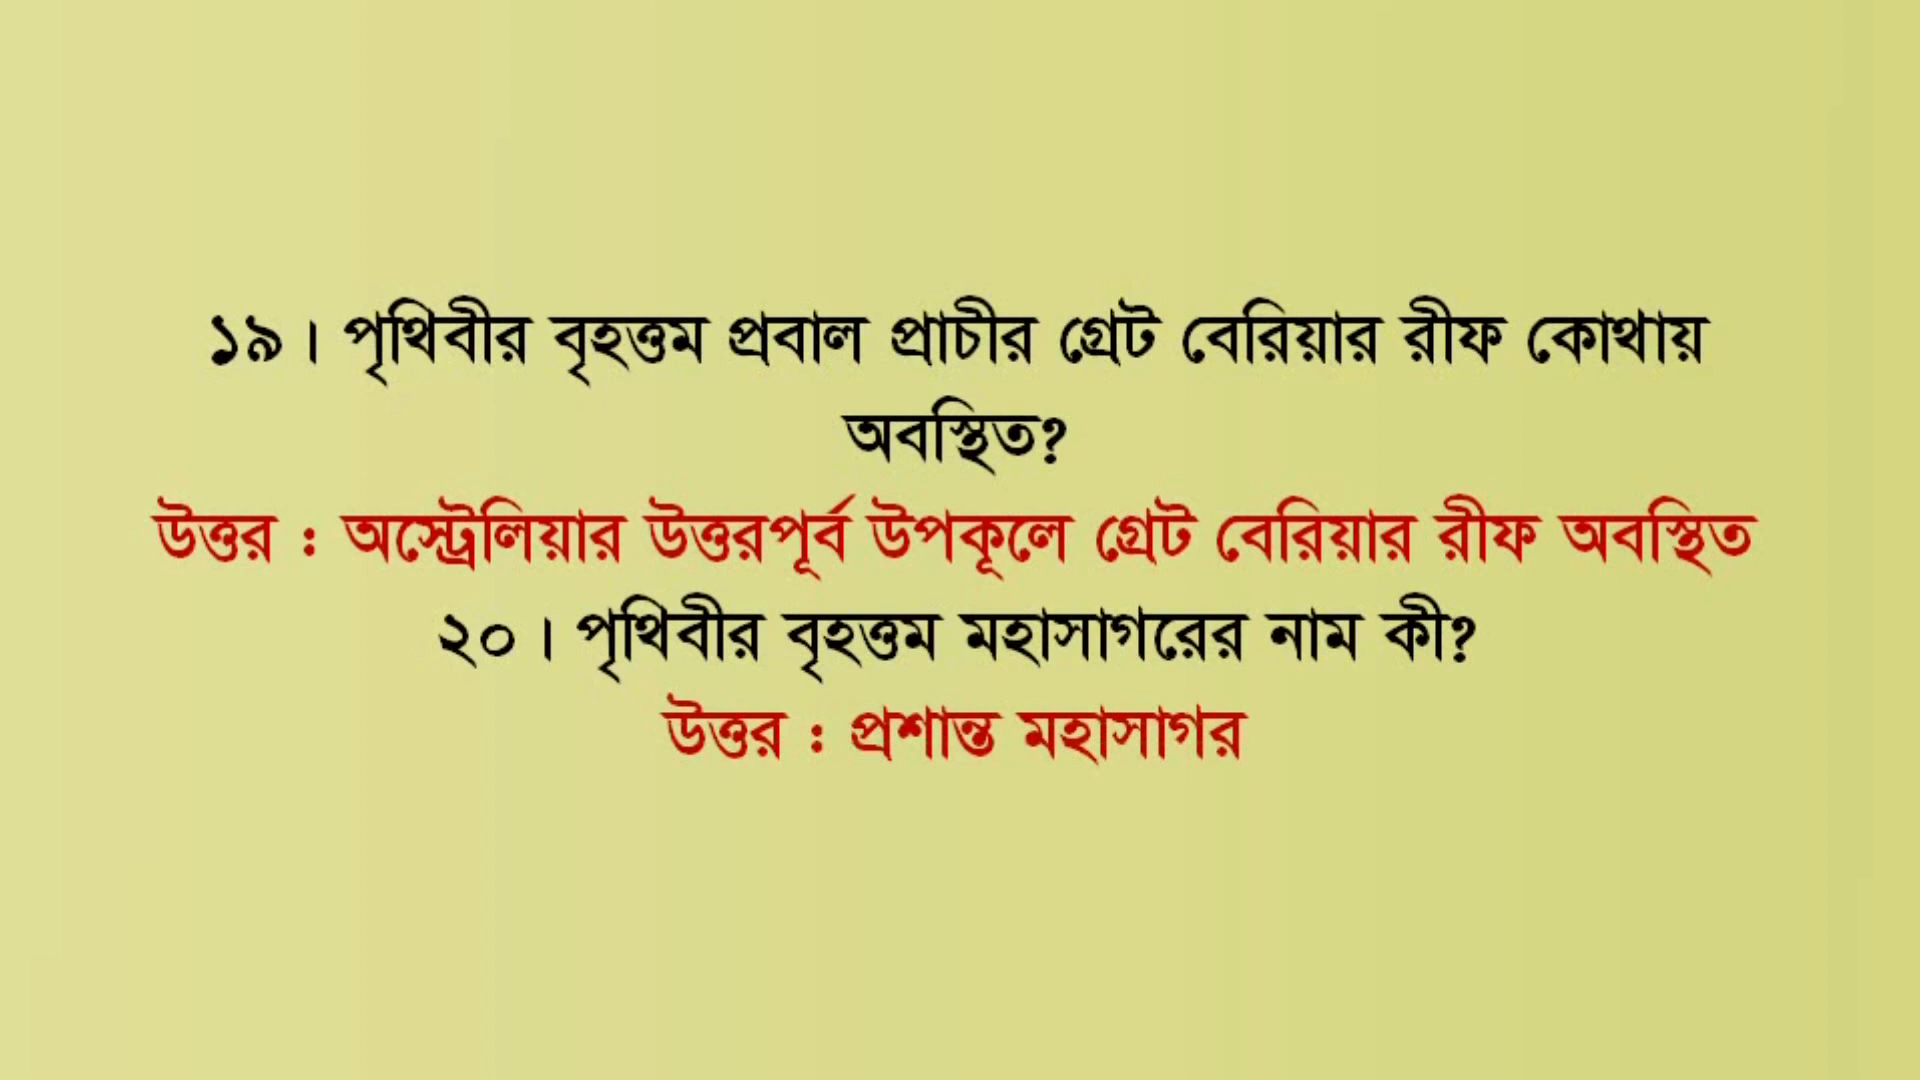 ১৯। পৃথিবীর বৃহত্তম প্রবাল প্রাচীর গ্রেট বেরিয়ার রীফ কোথায়
অবস্থিত?
উত্তর : অস্ট্রেলিয়ার উত্তরপূর্ব উপকূলে গ্রেট বেরিয়ার রীফ অবস্থিত
২০। পৃথিবীর বৃহত্তম মহাসাগরের নাম কী?
উত্তর : প্রশান্ত মহাসাগর